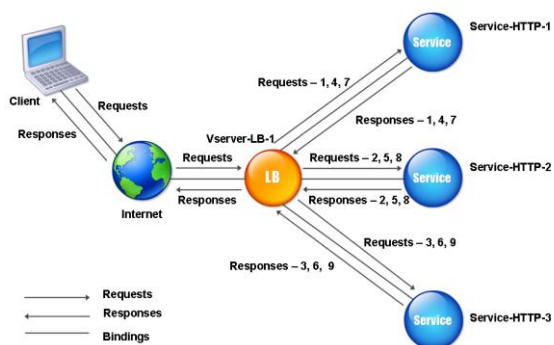 Service-HTTP-1
Service
Requests – 1, 4, 7
Client
Requests
Responses
Vserver-LB-1
Responses – 1, 4, 7
Requests
Requests – 2, 5, 8
Service-HTTP-2
LB
Service
Responses
Responses – 2, 5, 8
Internet
Requests – 3, 6, 9
Responses – 3, 6, 9
Requests
Responses
Bindings
Service
Service-HTTP-3